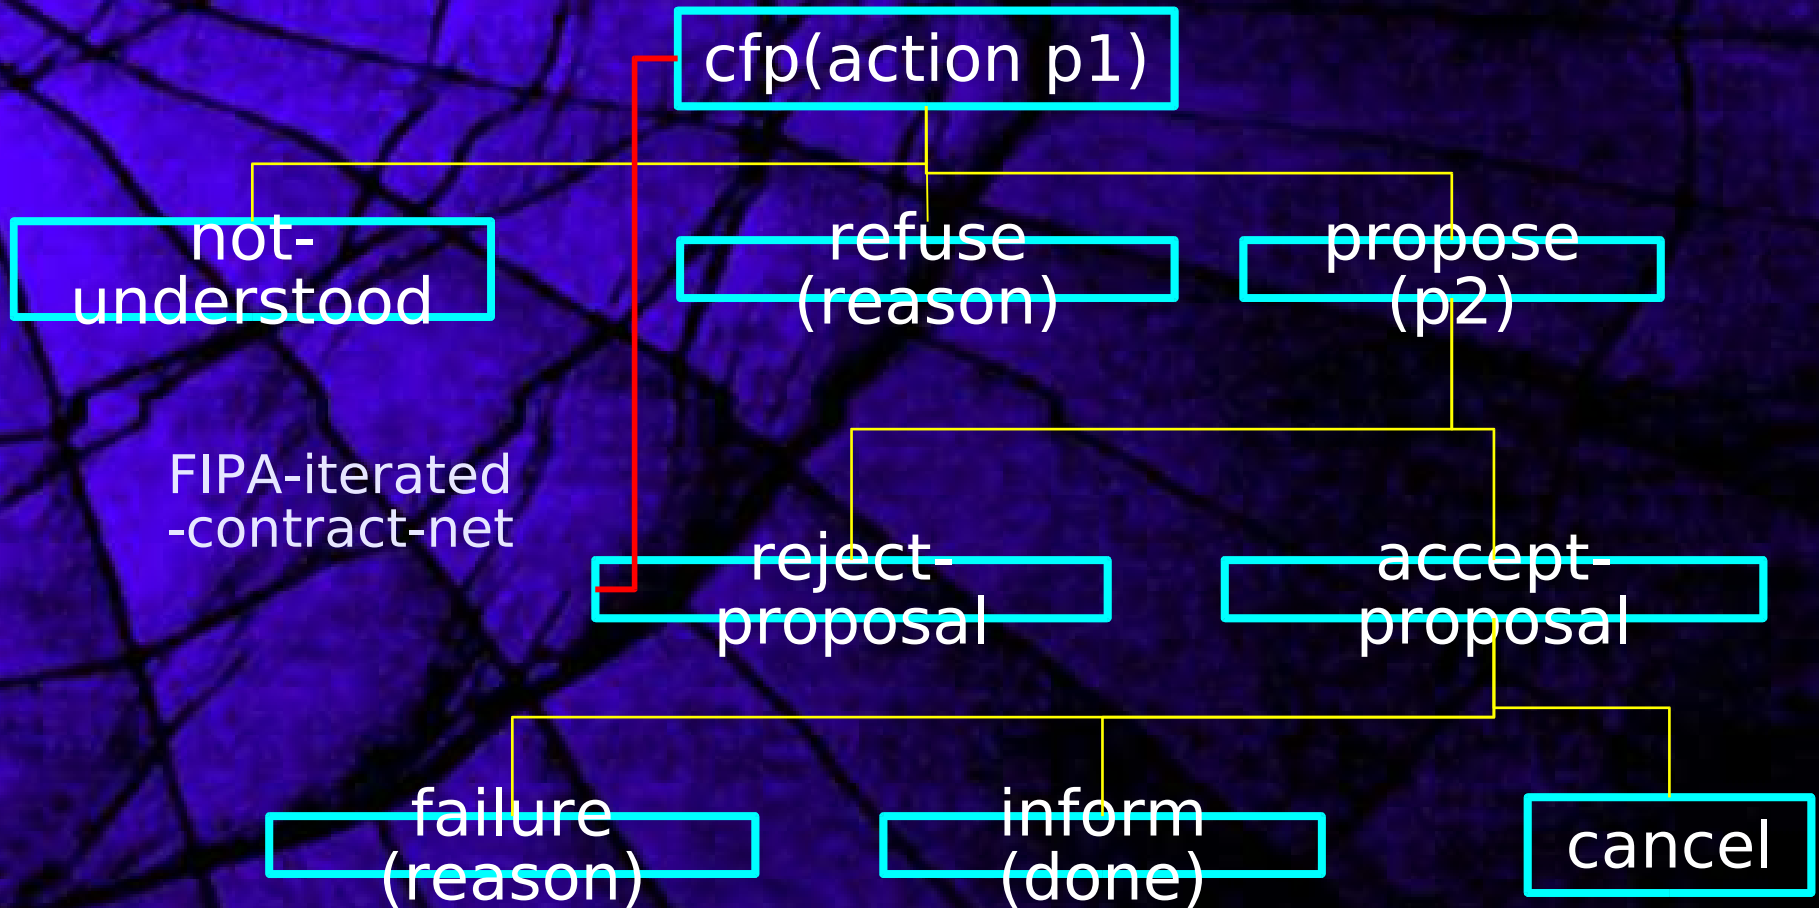 cfp(action p1)
not-
understood
refuse
(reason)
propose
(p2)
FIPA-iterated
-contract-net
reject-
proposal
accept-
proposal
failure
(reason)
inform
(done)
cancel